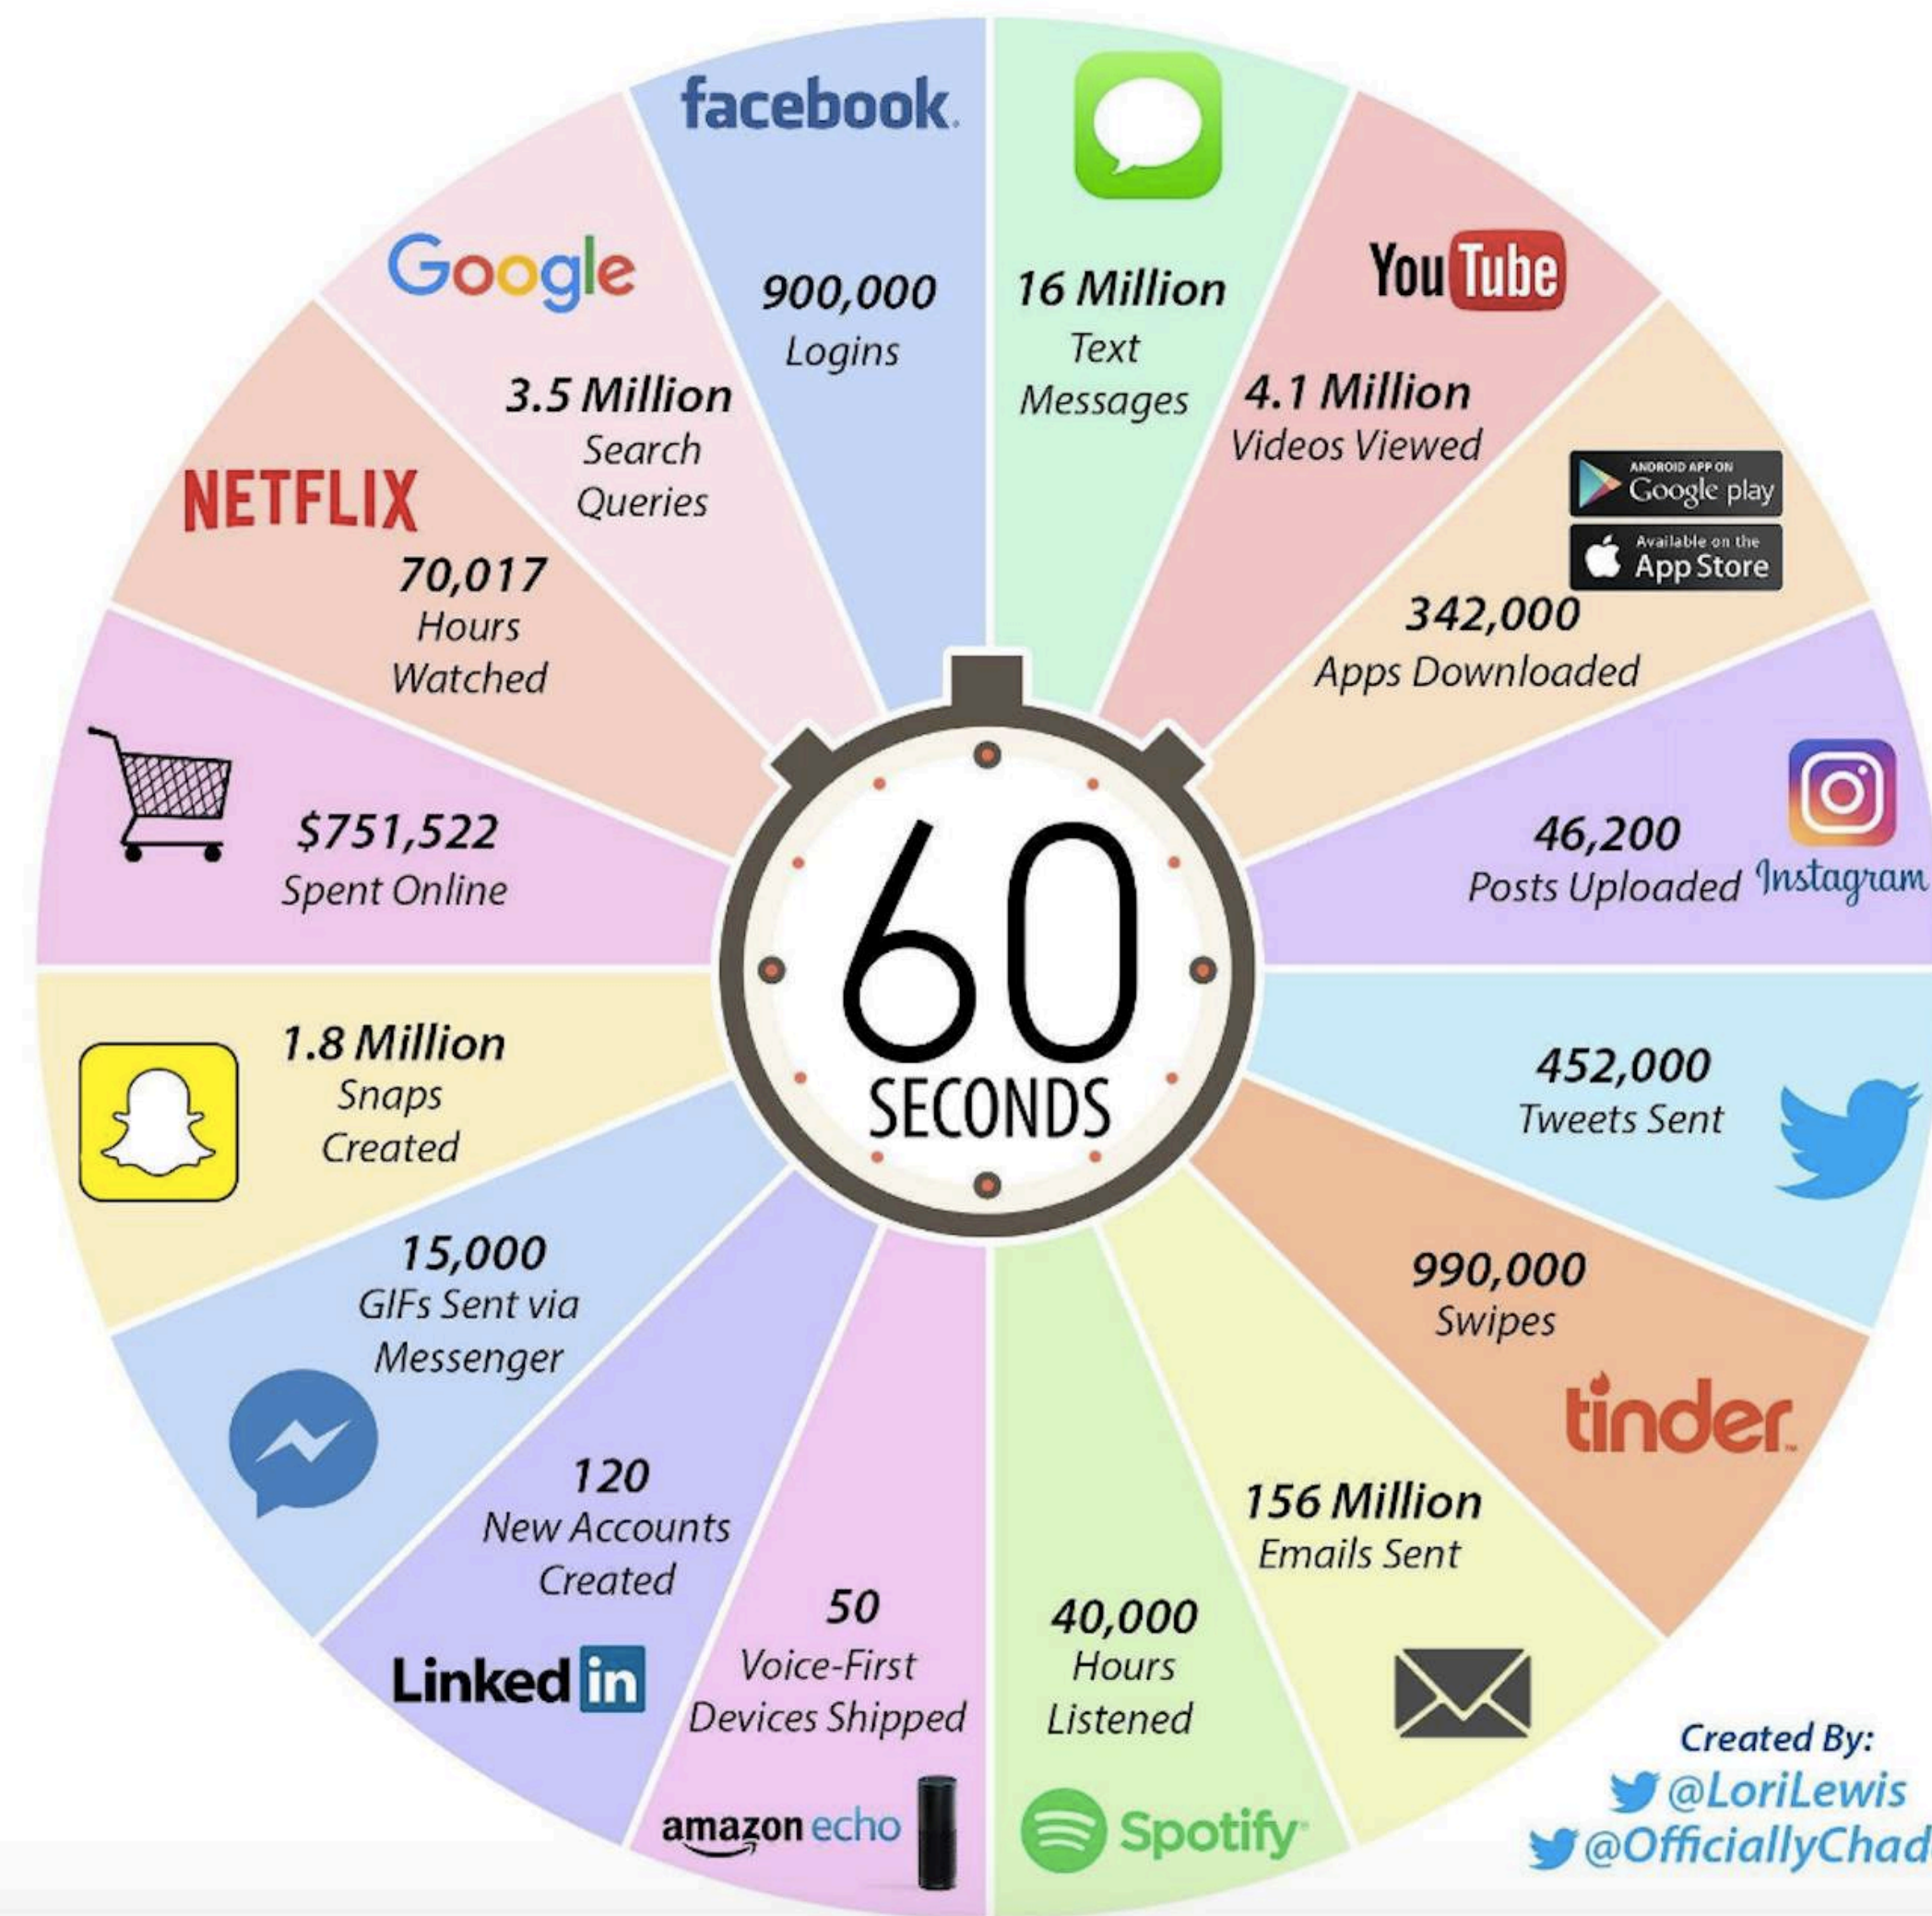 facebook.
900,000
Logins
16 Million
Text
Messages
You Tube
4.1 Million
Videos Viewed
ANDROID APP ON
Google play
Available on the
App Store
342,000
Apps Downloaded
46,200
Posts Uploaded
Instagram
452,000
Tweets Sent
990,000
Swipes
tinder
156 Million
Emails Sent
40,000
Hours
Listened
Spotify
50
Voice-First
Devices Shipped
amazon echo
120
New Accounts
Created
Linked in
15,000
GIFs Sent via
Messenger
1.8 Million
Snaps
Created
$751,522
Spent Online
NETFLIX
70,017
Hours
Watched
Google
3.5 Million
Search
Queries
60
SECONDS
Created By:
@LoriLewis
@OfficiallyChad